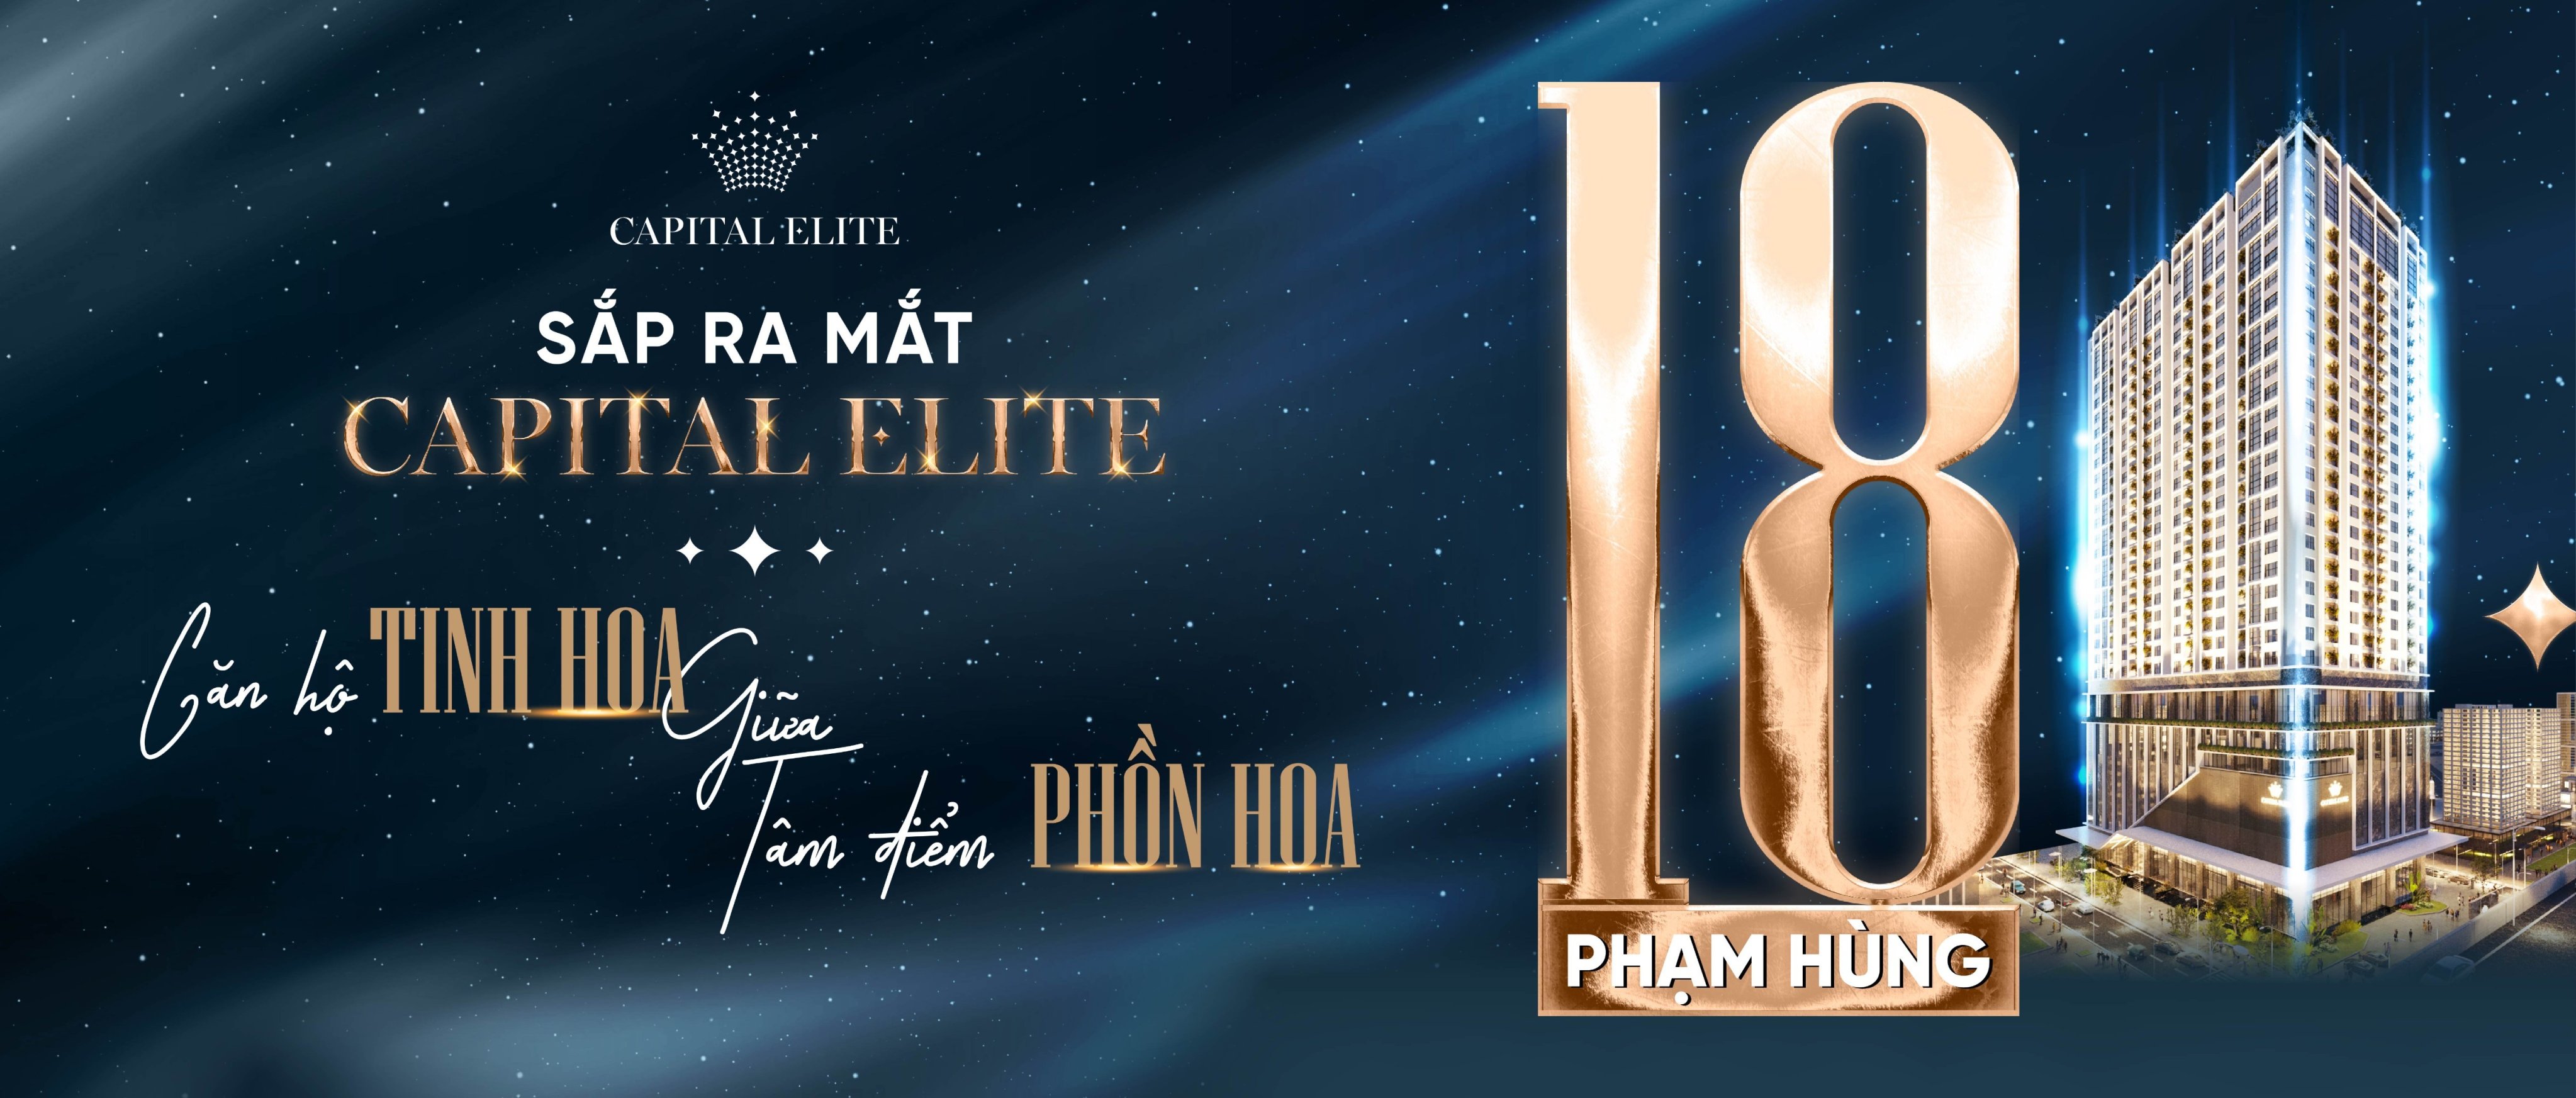 CAPITAL ELITE
SẮP RA MẮT
CAPITAL ELITE
Căn hộ TINH HOA Giữa
Tâm điểm PHỒN HOA
18
PHẠM HÙNG